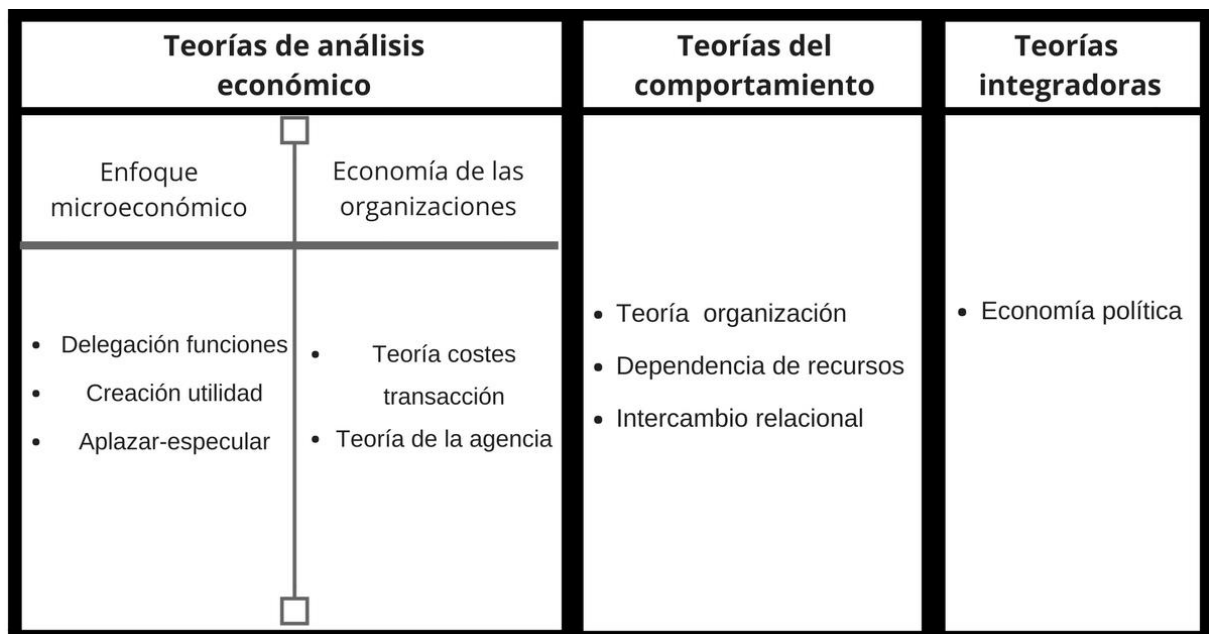 Teorías de análisis
económico
Teorías del
comportamiento
Teorías
integradoras
Enfoque
microeconómico
Economía de las
organizaciones
• Delegación funciones
• Creación utilidad
• Aplazar-especular
• Teoría costes
transacción
• Teoría de la agencia
• Teoría organización
• Dependencia de recursos
• Intercambio relacional
• Economía política